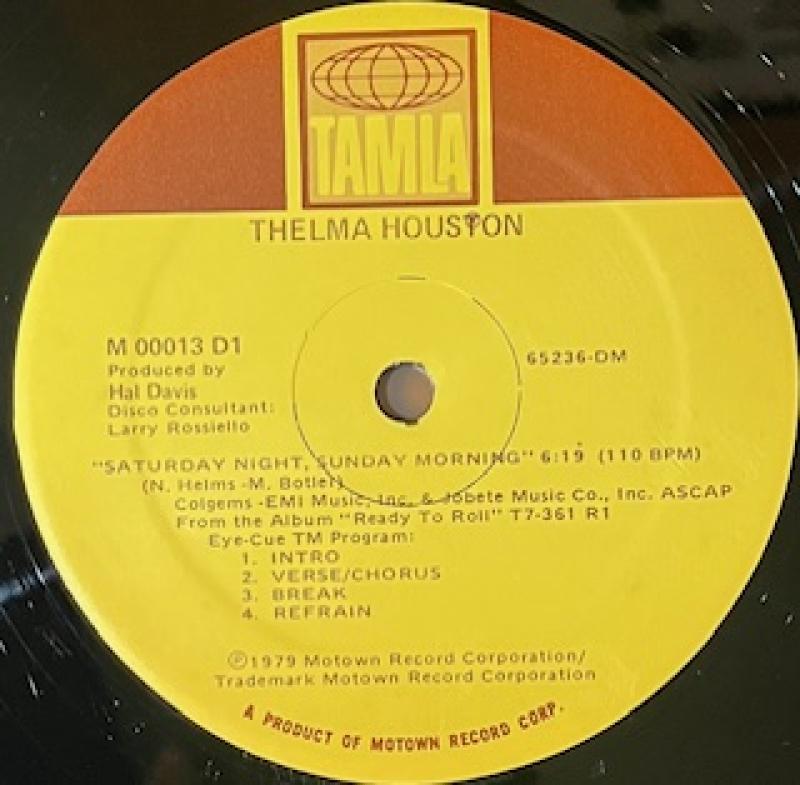 TAMLA
THELMA HOUSTON
M 00013 D1
65236-DM
Produced by
Hal Davis
Disco Consultant:
Larry Rossiello
"SATURDAY NIGHT, SUNDAY MORNING" 6:19 (110 BPM)
(N. Helms -M. Botler)
Colgems -EMI Music, Inc. & Jobete Music Co., Inc. ASCAP
From the Album "Ready To Roll" T7-361 R1
Eye-Cue TM Program:
1. INTRO
2. VERSE/CHORUS
3. BREAK
4. REFRAIN
℗1979 Motown Record Corporation/
Trademark Motown Record Corporation
A PRODUCT OF MOTOWN RECORD CORP.